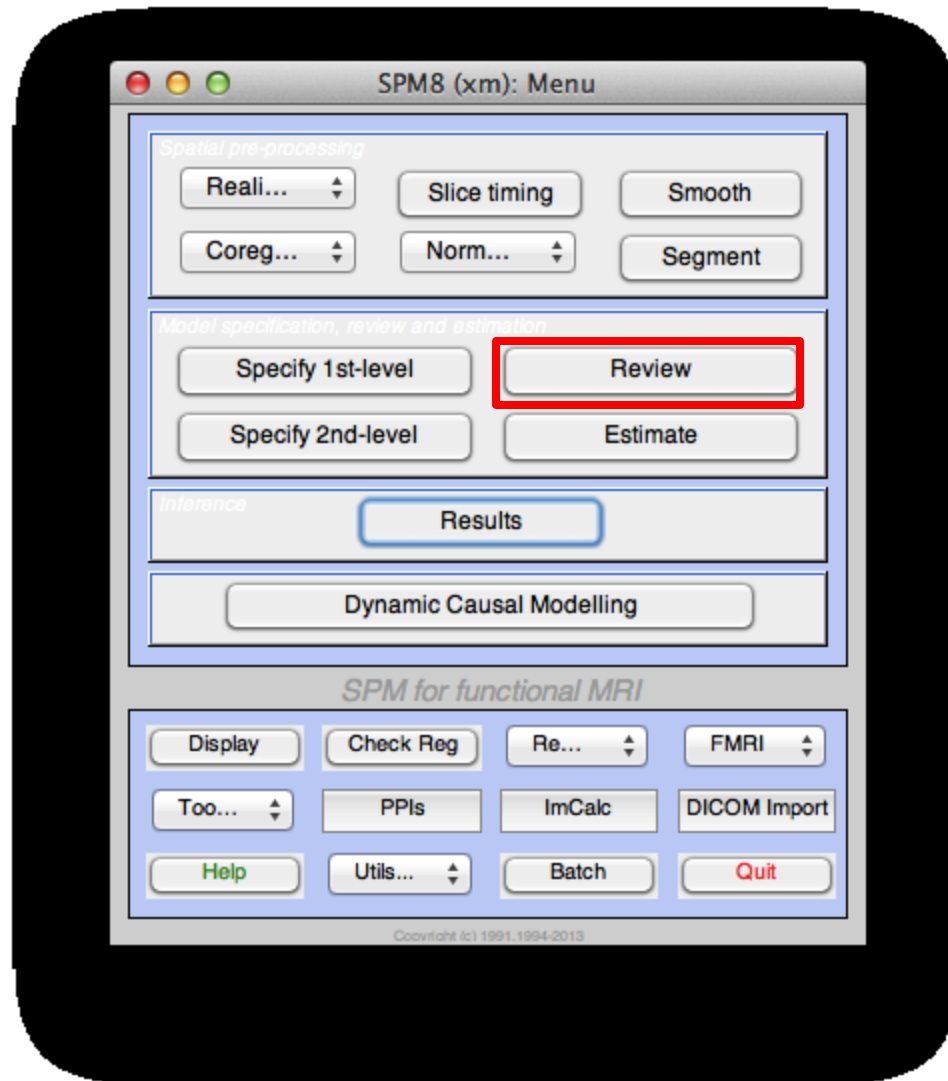 SPM8 (xm): Menu
Spatial pre-processing
Reali... Slice timing Smooth
Coreg... Norm... Segment
Model specification, review and estimation
Specify 1st-level Review
Specify 2nd-level Estimate
Inference
Results
Dynamic Causal Modelling
SPM for functional MRI
Display Check Reg Re... FMRI
Too... PPIs ImCalc DICOM Import
Help Utils... Batch Quit
Copyright (c) 1991,1994-2013